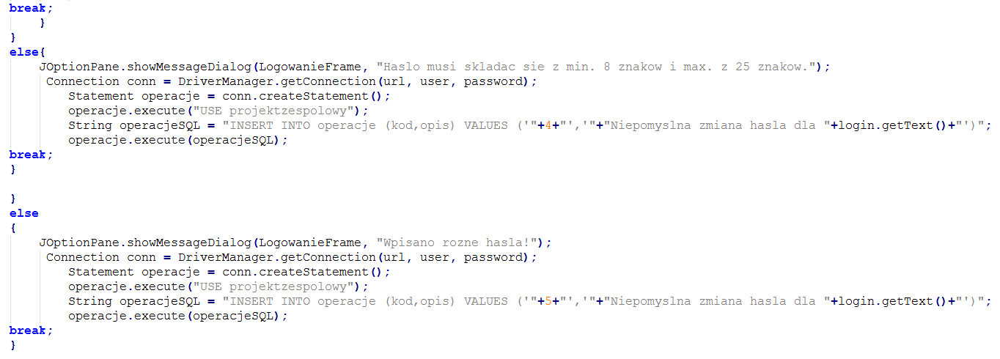 break;
    }
}
else{
    JOptionPane.showMessageDialog(LogowanieFrame, "Haslo musi skladac sie z min. 8 znakow i max. z 25 znakow.");
     Connection conn = DriverManager.getConnection(url, user, password);
        Statement operacje = conn.createStatement();
        operacje.execute("USE projektzespolowy");
        String operacjeSQL = "INSERT INTO operacje (kod,opis) VALUES ('"+4+"','"+"Niepomyslna zmiana hasla dla "+login.getText()+"')";
        operacje.execute(operacjeSQL);
break;
}
}
else
{
    JOptionPane.showMessageDialog(LogowanieFrame, "Wpisano rozne hasla!");
     Connection conn = DriverManager.getConnection(url, user, password);
        Statement operacje = conn.createStatement();
        operacje.execute("USE projektzespolowy");
        String operacjeSQL = "INSERT INTO operacje (kod,opis) VALUES ('"+5+"','"+"Niepomyslna zmiana hasla dla "+login.getText()+"')";
        operacje.execute(operacjeSQL);
break;
}